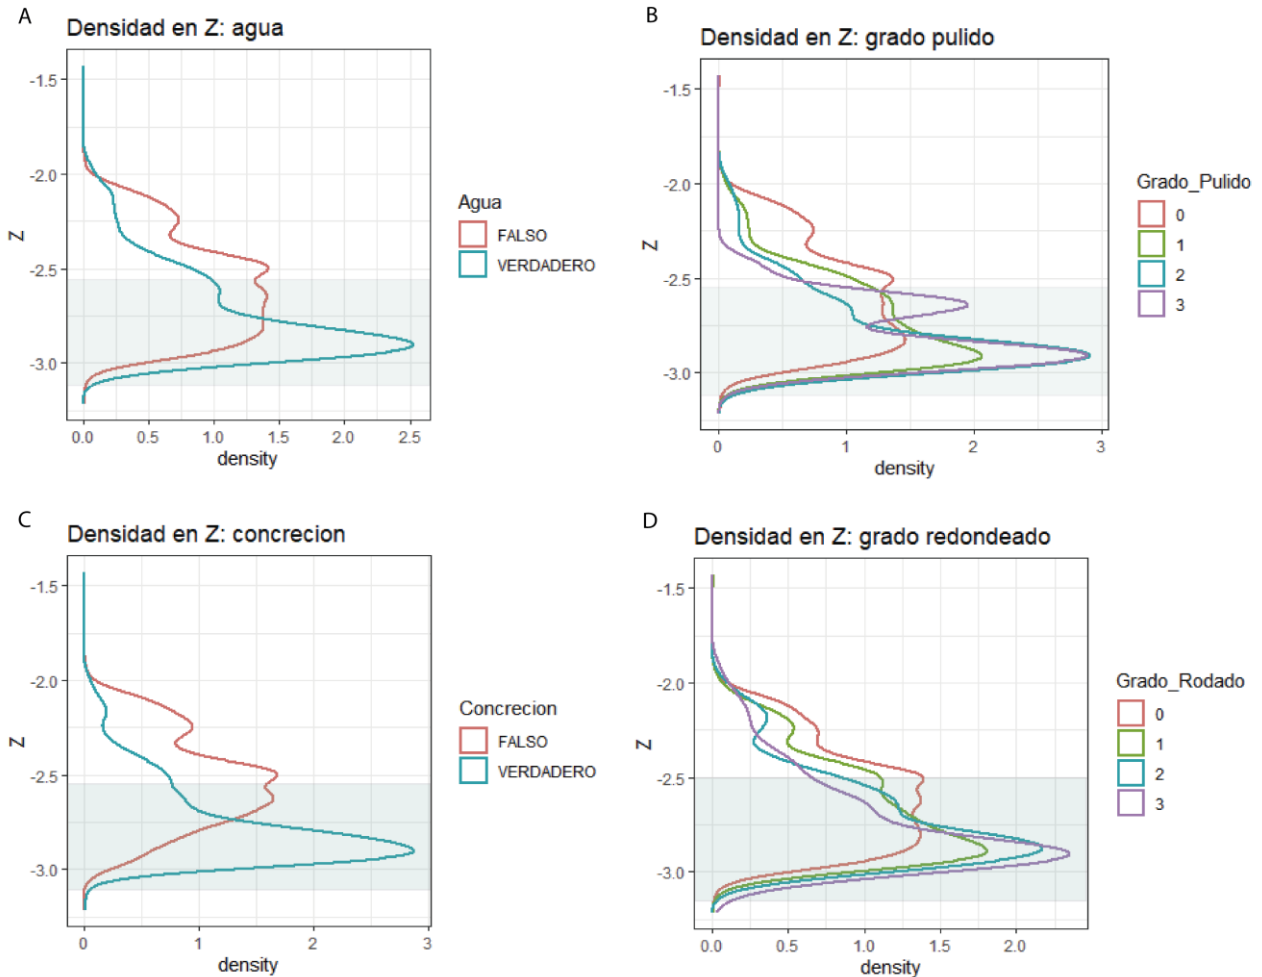 A
Densidad en Z: agua
-1.5
-2.0
-2.5
-3.0
Z
0.0 0.5 1.0 1.5 2.0 2.5
density
Agua
FALSO
VERDADERO
B
Densidad en Z: grado pulido
-1.5
-2.0
-2.5
-3.0
Z
0 1 2 3
density
Grado_Pulido
0
1
2
3
C
Densidad en Z: concrecion
-1.5
-2.0
-2.5
-3.0
Z
0 1 2 3
density
Concrecion
FALSO
VERDADERO
D
Densidad en Z: grado redondeado
-1.5
-2.0
-2.5
-3.0
Z
0.0 0.5 1.0 1.5 2.0
density
Grado_Rodado
0
1
2
3